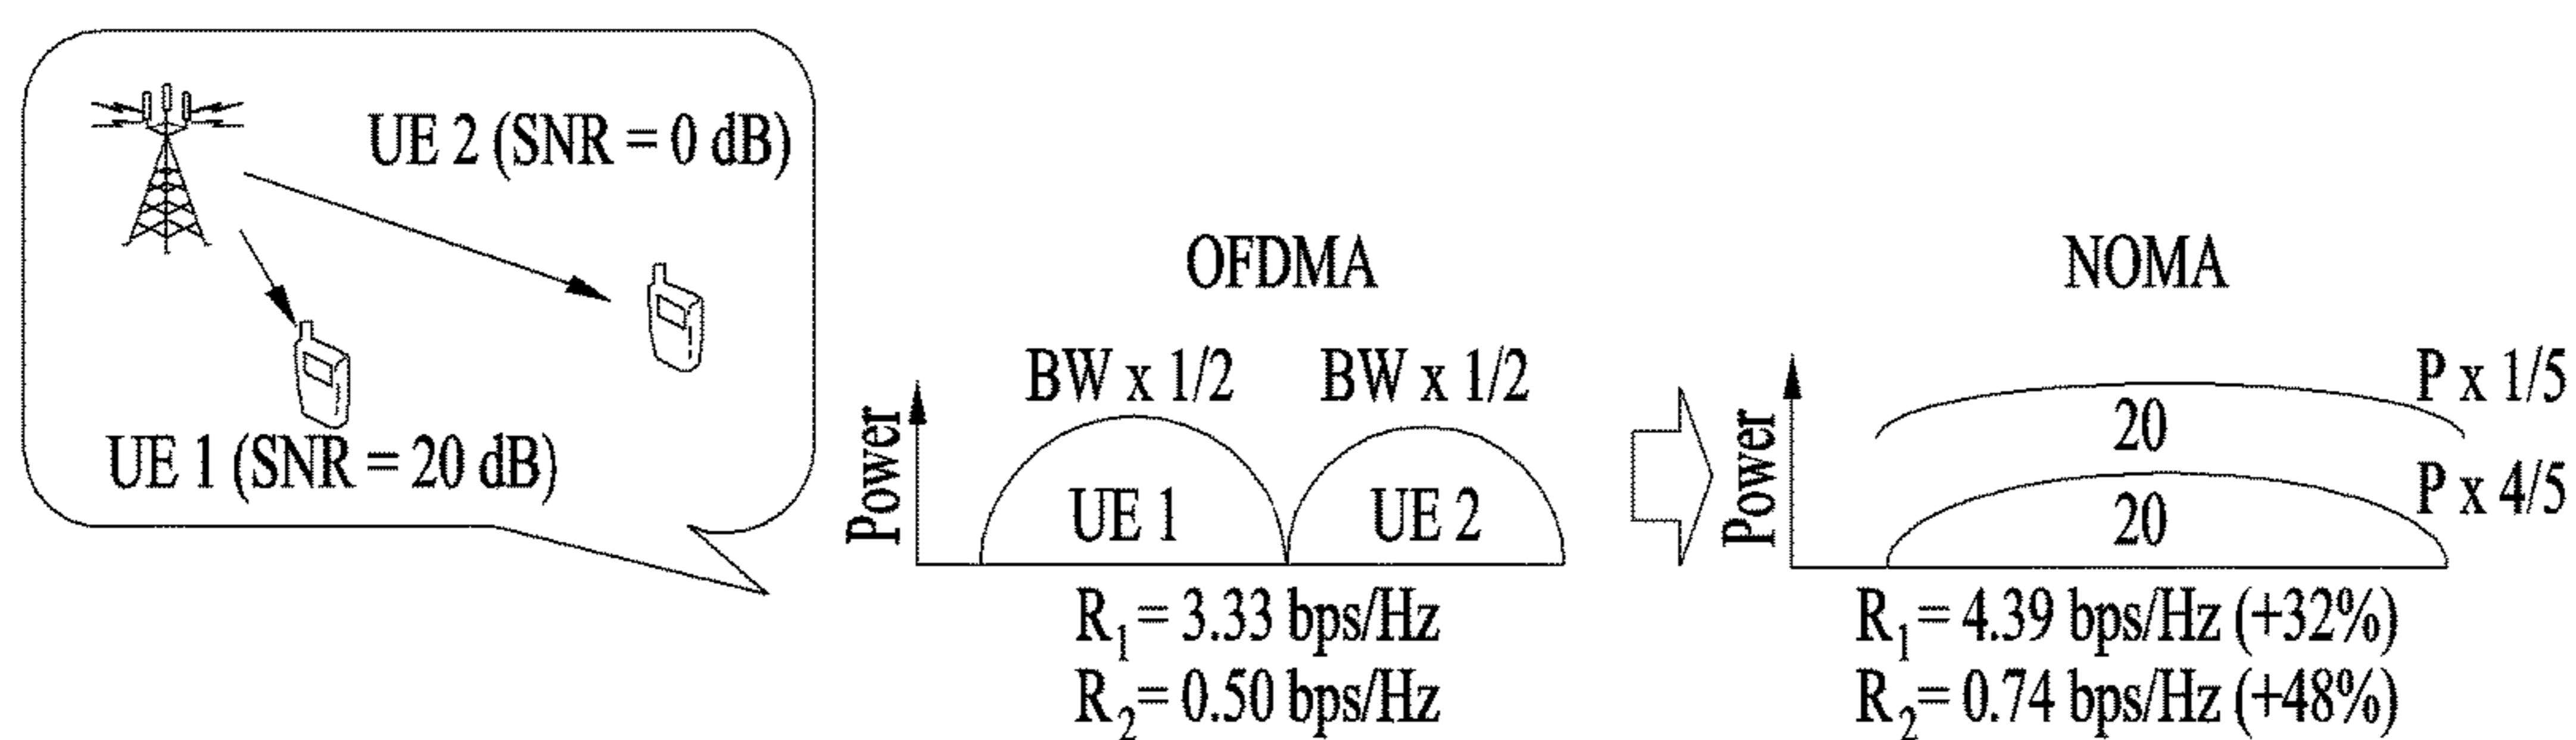 UE 2 (SNR = 0 dB)
UE 1 (SNR = 20 dB)
OFDMA
BW x 1/2 BW x 1/2
Power
UE 1 UE 2
R₁ = 3.33 bps/Hz
R₂ = 0.50 bps/Hz
NOMA
P x 1/5
20
Power
P x 4/5
20
R₁ = 4.39 bps/Hz (+32%)
R₂ = 0.74 bps/Hz (+48%)